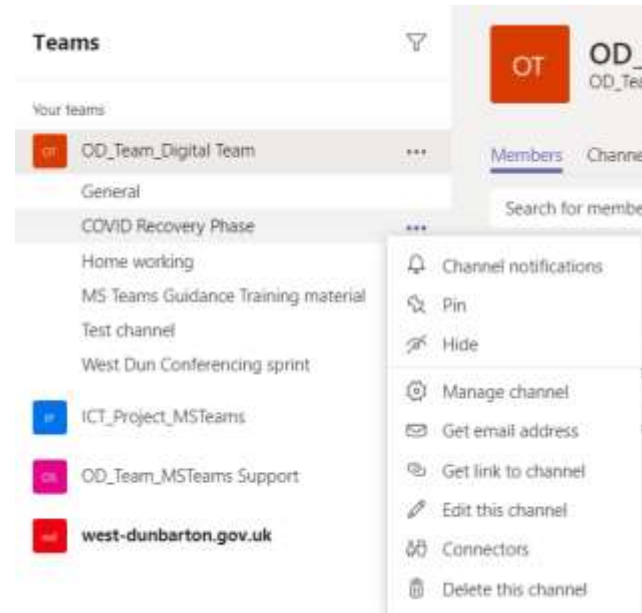 Teams
Your teams
OT
OD_Team_Digital Team
General
COVID Recovery Phase
Home working
MS Teams Guidance Training material
Test channel
West Dun Conferencing sprint
ICT_Project_MSTeams
OD_Team_MSTeams Support
west-dunbarton.gov.uk
OT
OD_
OD_Tea
Members Channe
Search for membe
Channel notifications
Pin
Hide
Manage channel
Get email address
Get link to channel
Edit this channel
Connectors
Delete this channel